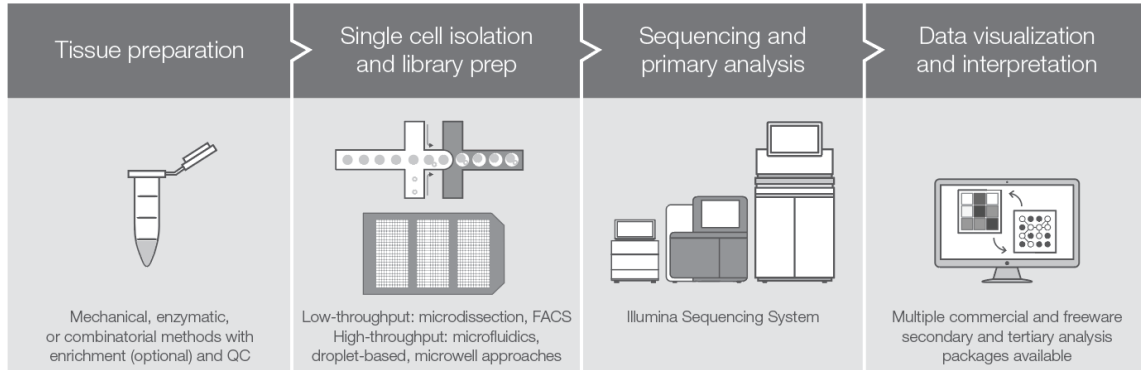 Tissue preparation
Single cell isolation
and library prep
Sequencing and
primary analysis
Data visualization
and interpretation
Mechanical, enzymatic,
or combinatorial methods with
enrichment (optional) and QC
Low-throughput: microdissection, FACS
High-throughput: microfluidics,
droplet-based, microwell approaches
Illumina Sequencing System
Multiple commercial and freeware
secondary and tertiary analysis
packages available